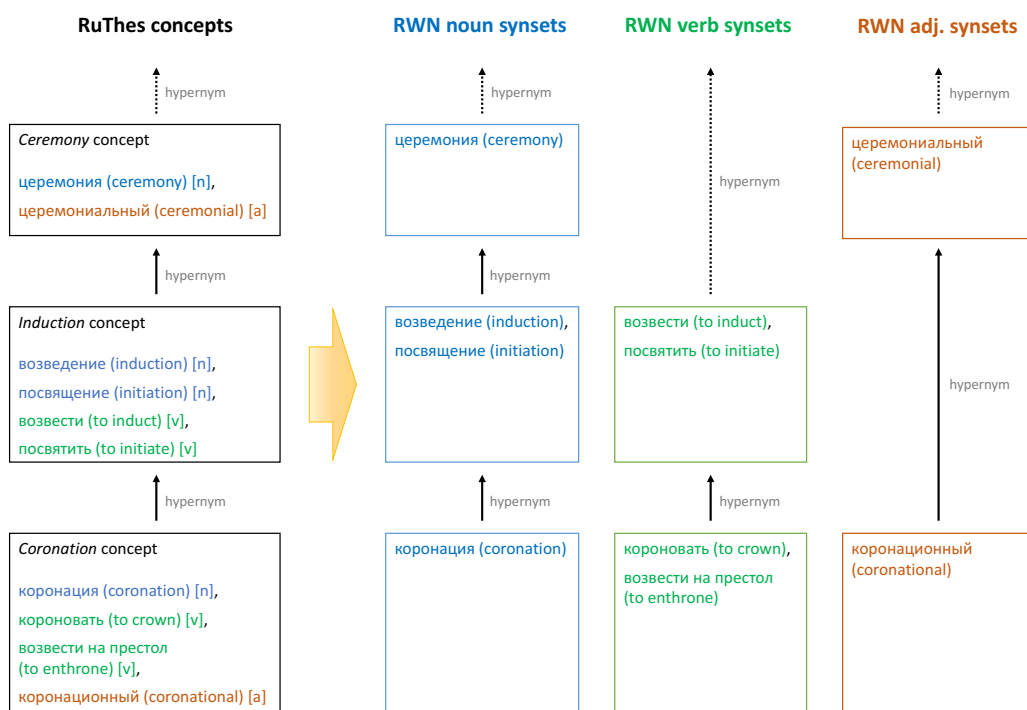 RuThes concepts
RWN noun synsets
RWN verb synsets
RWN adj. synsets
hypernym
hypernym
hypernym
Ceremony concept
церемония (ceremony) [n],
церемониальный (ceremonial) [a]
церемония (ceremony)
hypernym
церемониальный
(ceremonial)
hypernym
hypernym
Induction concept
возведение (induction) [n],
посвящение (initiation) [n],
возвести (to induct) [v],
посвятить (to initiate) [v]
возведение (induction),
посвящение (initiation)
возвести (to induct),
посвятить (to initiate)
hypernym
hypernym
hypernym
hypernym
Coronation concept
коронация (coronation) [n],
короновать (to crown) [v],
возвести на престол
(to enthrone) [v],
коронационный (coronational) [a]
коронация (coronation)
короновать (to crown),
возвести на престол
(to enthrone)
коронационный
(coronational)